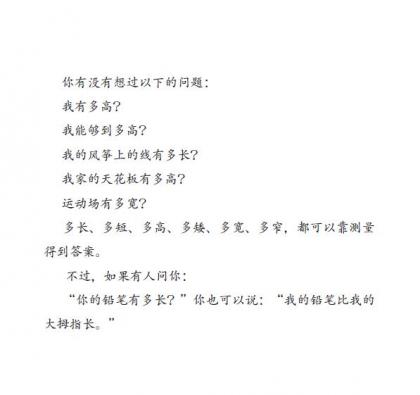 你有没有想过以下的问题：
我有多高？
我能够到多高？
我的风筝上的线有多长？
我家的天花板有多高？
运动场有多宽？
多长、多短、多高、多矮、多宽、多窄，都可以靠测量
得到答案。
不过，如果有人问你：
“你的铅笔有多长？”你也可以说：“我的铅笔比我的
大拇指长。”